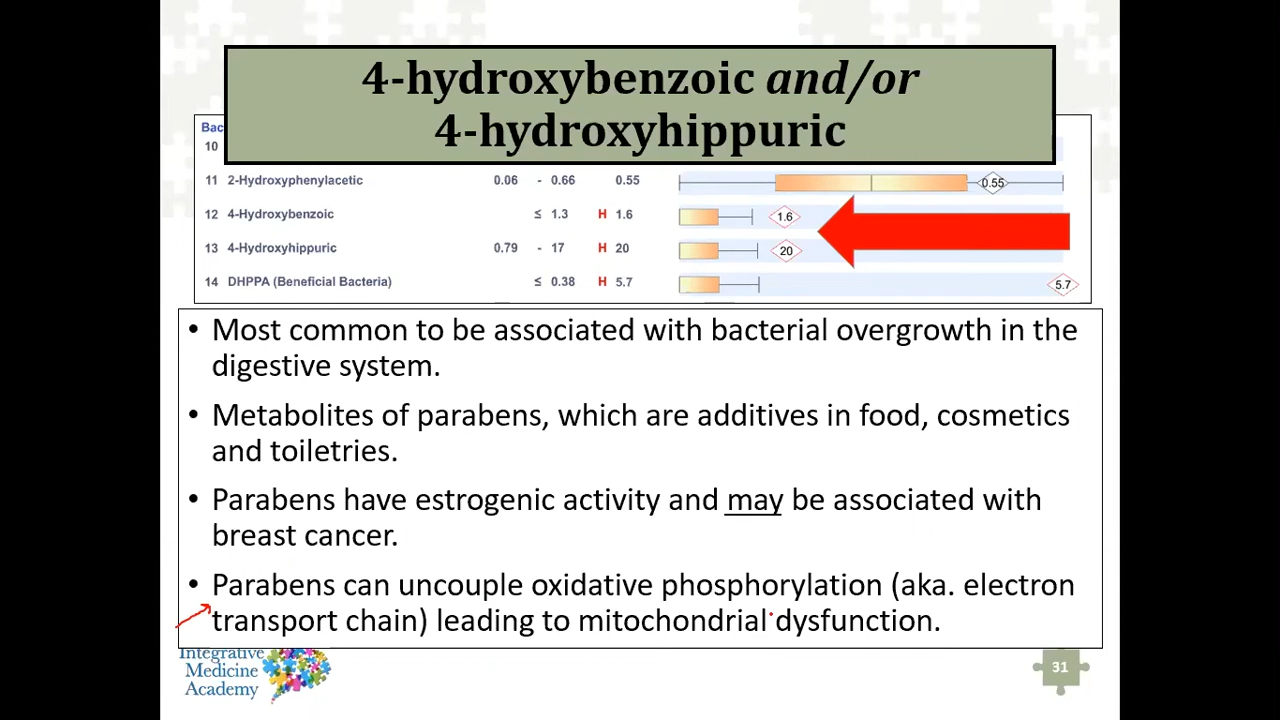 4-hydroxybenzoic and/or
4-hydroxyhippuric
Bac
10
11 2-Hydroxyphenylacetic 0.06 - 0.66 0.55 0.55
12 4-Hydroxybenzoic ≤ 1.3 H 1.6 1.6
13 4-Hydroxyhippuric 0.79 - 17 H 20 20
14 DHPPA (Beneficial Bacteria) ≤ 0.38 H 5.7 5.7
• Most common to be associated with bacterial overgrowth in the
digestive system.
• Metabolites of parabens, which are additives in food, cosmetics
and toiletries.
• Parabens have estrogenic activity and may be associated with
breast cancer.
• Parabens can uncouple oxidative phosphorylation (aka. electron
transport chain) leading to mitochondrial dysfunction.
Integrative
Medicine
Academy
31